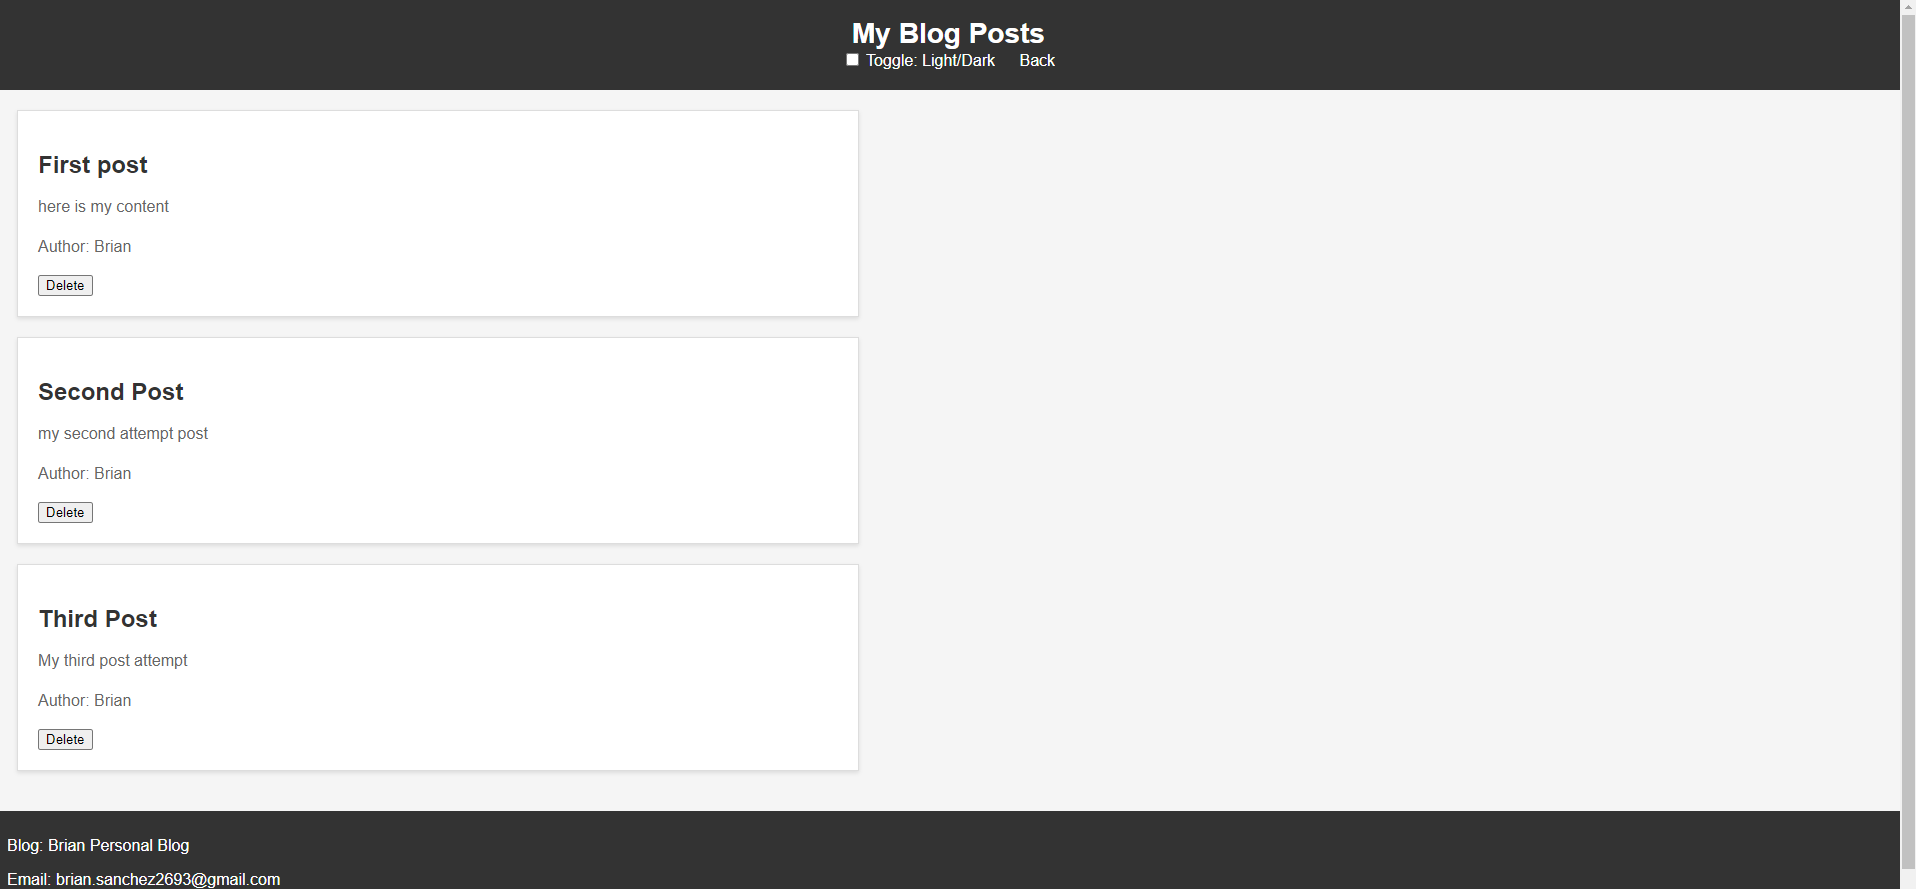 My Blog Posts
Toggle: Light/Dark Back
First post
here is my content
Author: Brian
Delete
Second Post
my second attempt post
Author: Brian
Delete
Third Post
My third post attempt
Author: Brian
Delete
Blog: Brian Personal Blog
Email: brian.sanchez2693@gmail.com